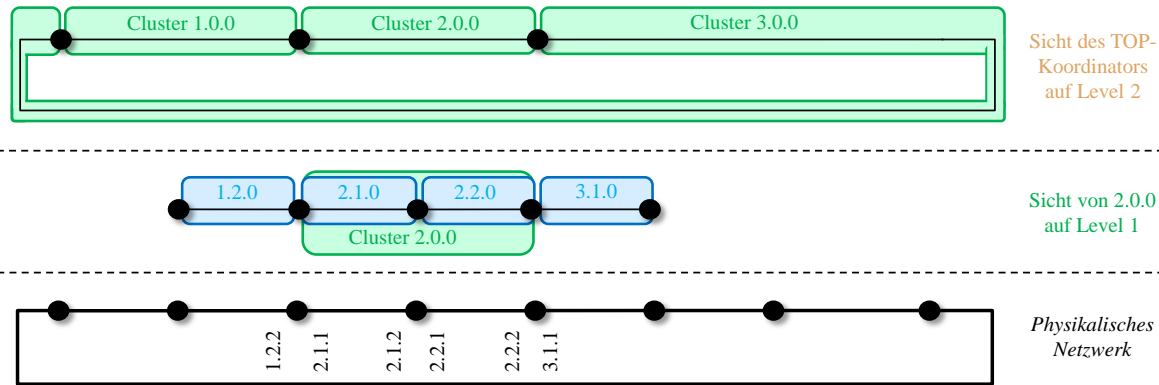 Cluster 1.0.0
Cluster 2.0.0
Cluster 3.0.0
Sicht des TOP-
Koordinators
auf Level 2
1.2.0
2.1.0
2.2.0
3.1.0
Cluster 2.0.0
Sicht von 2.0.0
auf Level 1
1.2.2
2.1.1
2.1.2
2.2.1
2.2.2
3.1.1
Physikalisches
Netzwerk